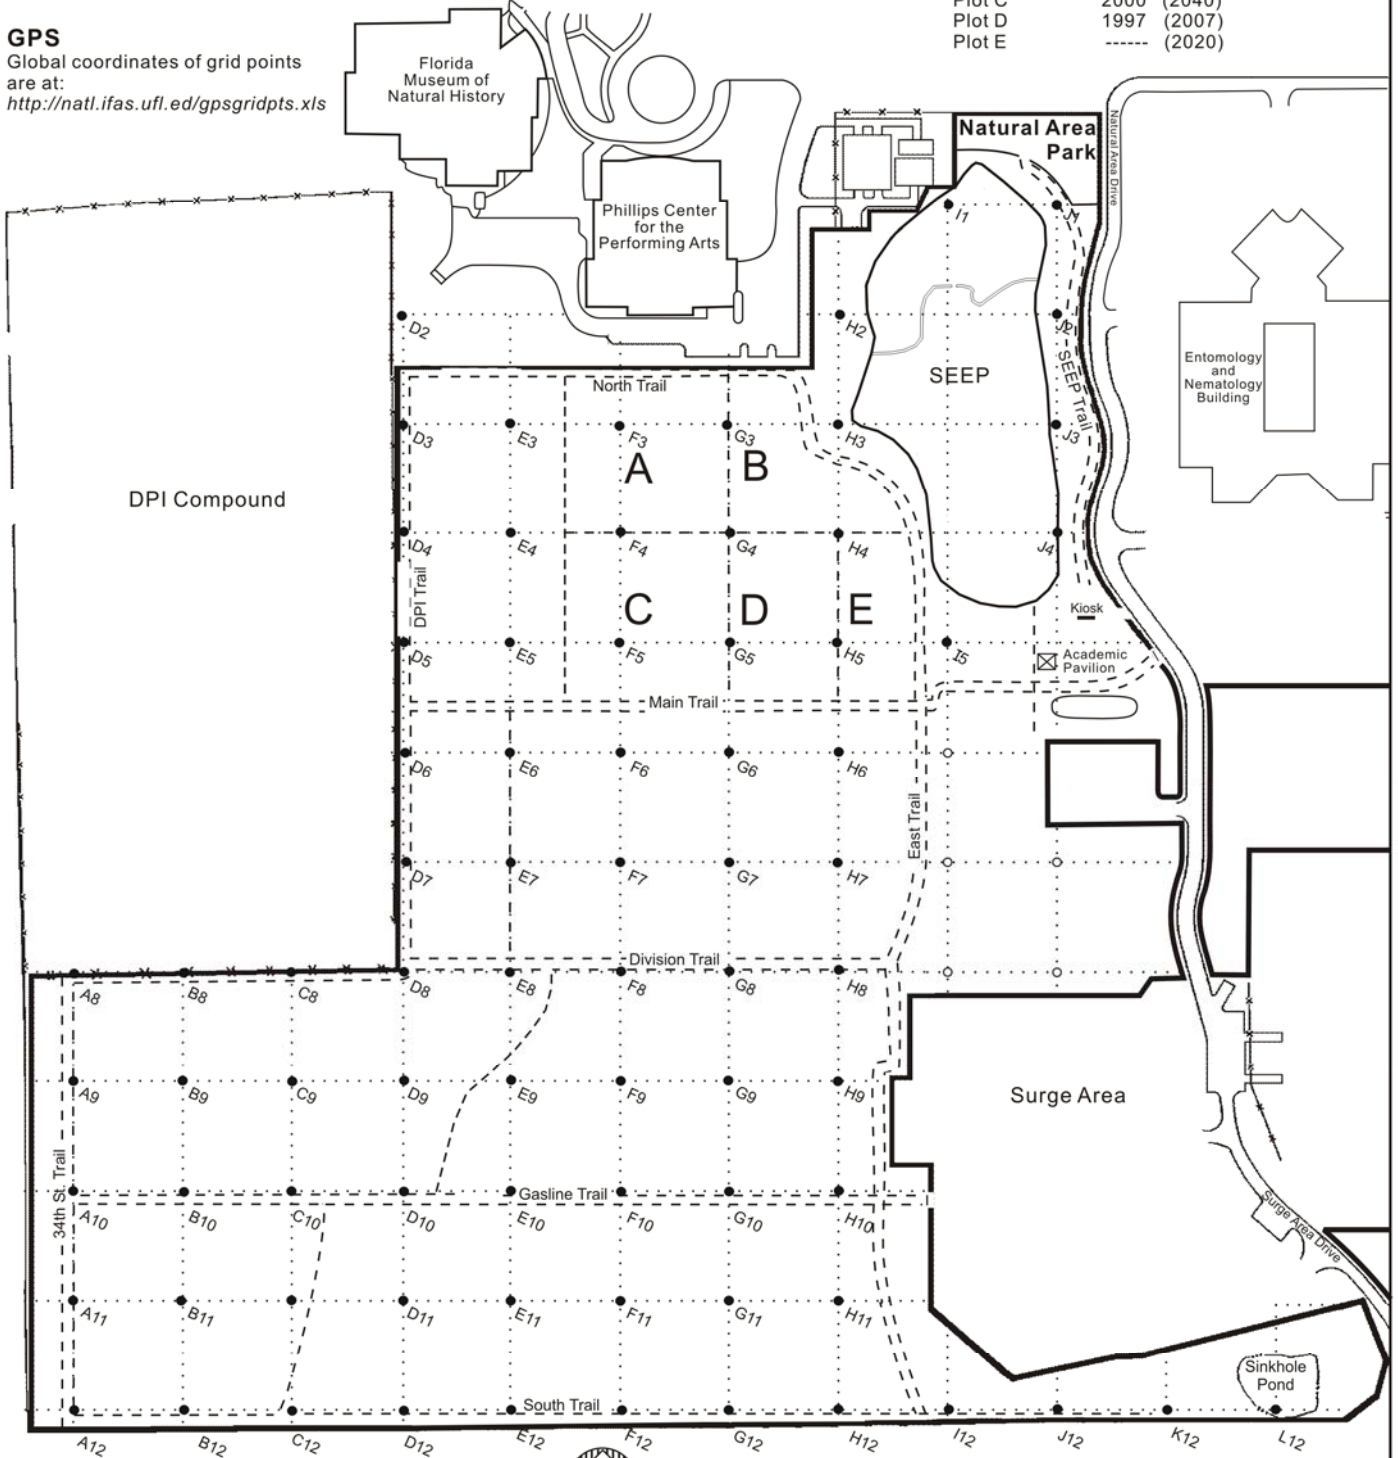 Plot C 2000 (2040)
Plot D 1997 (2007)
Plot E ------ (2020)
GPS
Global coordinates of grid points
are at:
http://natl.ifas.ufl.ed/gpsgridpts.xls
Florida
Museum of
Natural History
Phillips Center
for the
Performing Arts
Natural Area
Park
Natural Area Drive
I1
J1
D2
H2
J2
SEEP
SEEP Trail
Entomology
and
Nematology
Building
North Trail
D3
E3
F3
G3
H3
J3
A
B
DPI Compound
D4
E4
F4
G4
H4
J4
DPI Trail
C
D
E
Kiosk
D5
E5
F5
G5
H5
I5
Academic
Pavilion
Main Trail
D6
E6
F6
G6
H6
East Trail
D7
E7
F7
G7
H7
Division Trail
A8
B8
C8
D8
E8
F8
G8
H8
A9
B9
C9
D9
E9
F9
G9
H9
Surge Area
34th St. Trail
Gasline Trail
A10
B10
C10
D10
E10
F10
G10
H10
Surge Area Drive
A11
B11
D11
E11
F11
G11
H11
Sinkhole
Pond
South Trail
A12
B12
C12
D12
E12
F12
G12
H12
I12
J12
K12
L12